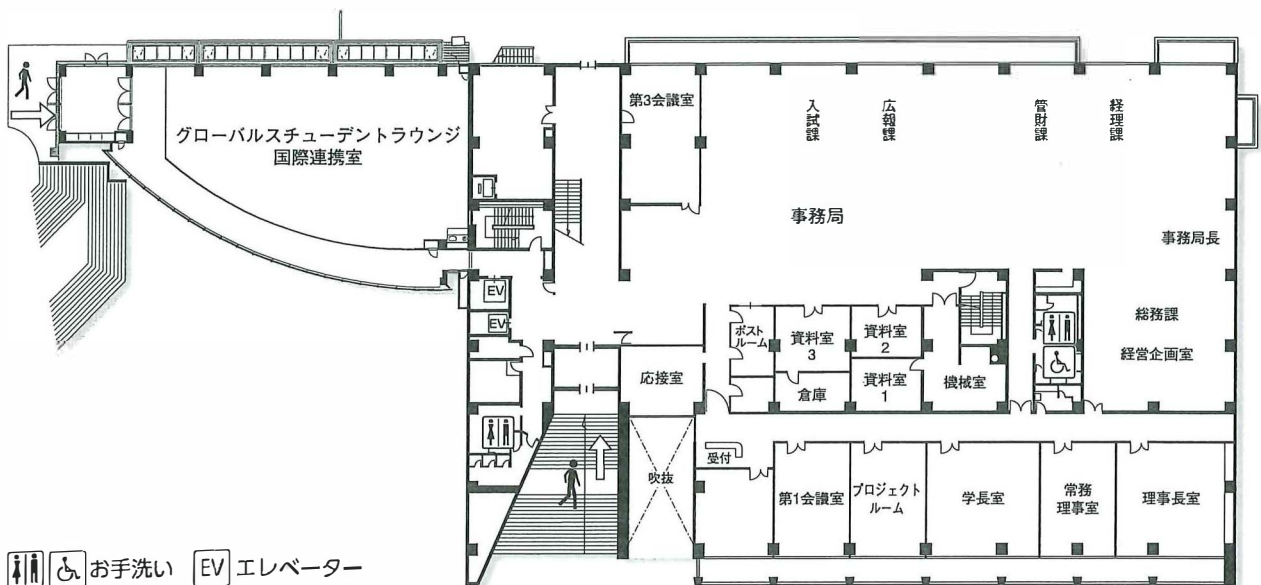 グローバルスチューデントラウンジ
国際連携室
第3会議室
入試課
広報課
管財課
経理課
事務局
事務局長
総務課
経営企画室
EV
EV
ポスト
ルーム
資料室
3
資料室
2
倉庫
資料室
1
機械室
応接室
吹抜
受付
第1会議室
プロジェクト
ルーム
学長室
常務
理事室
理事長室
お手洗い EV エレベーター